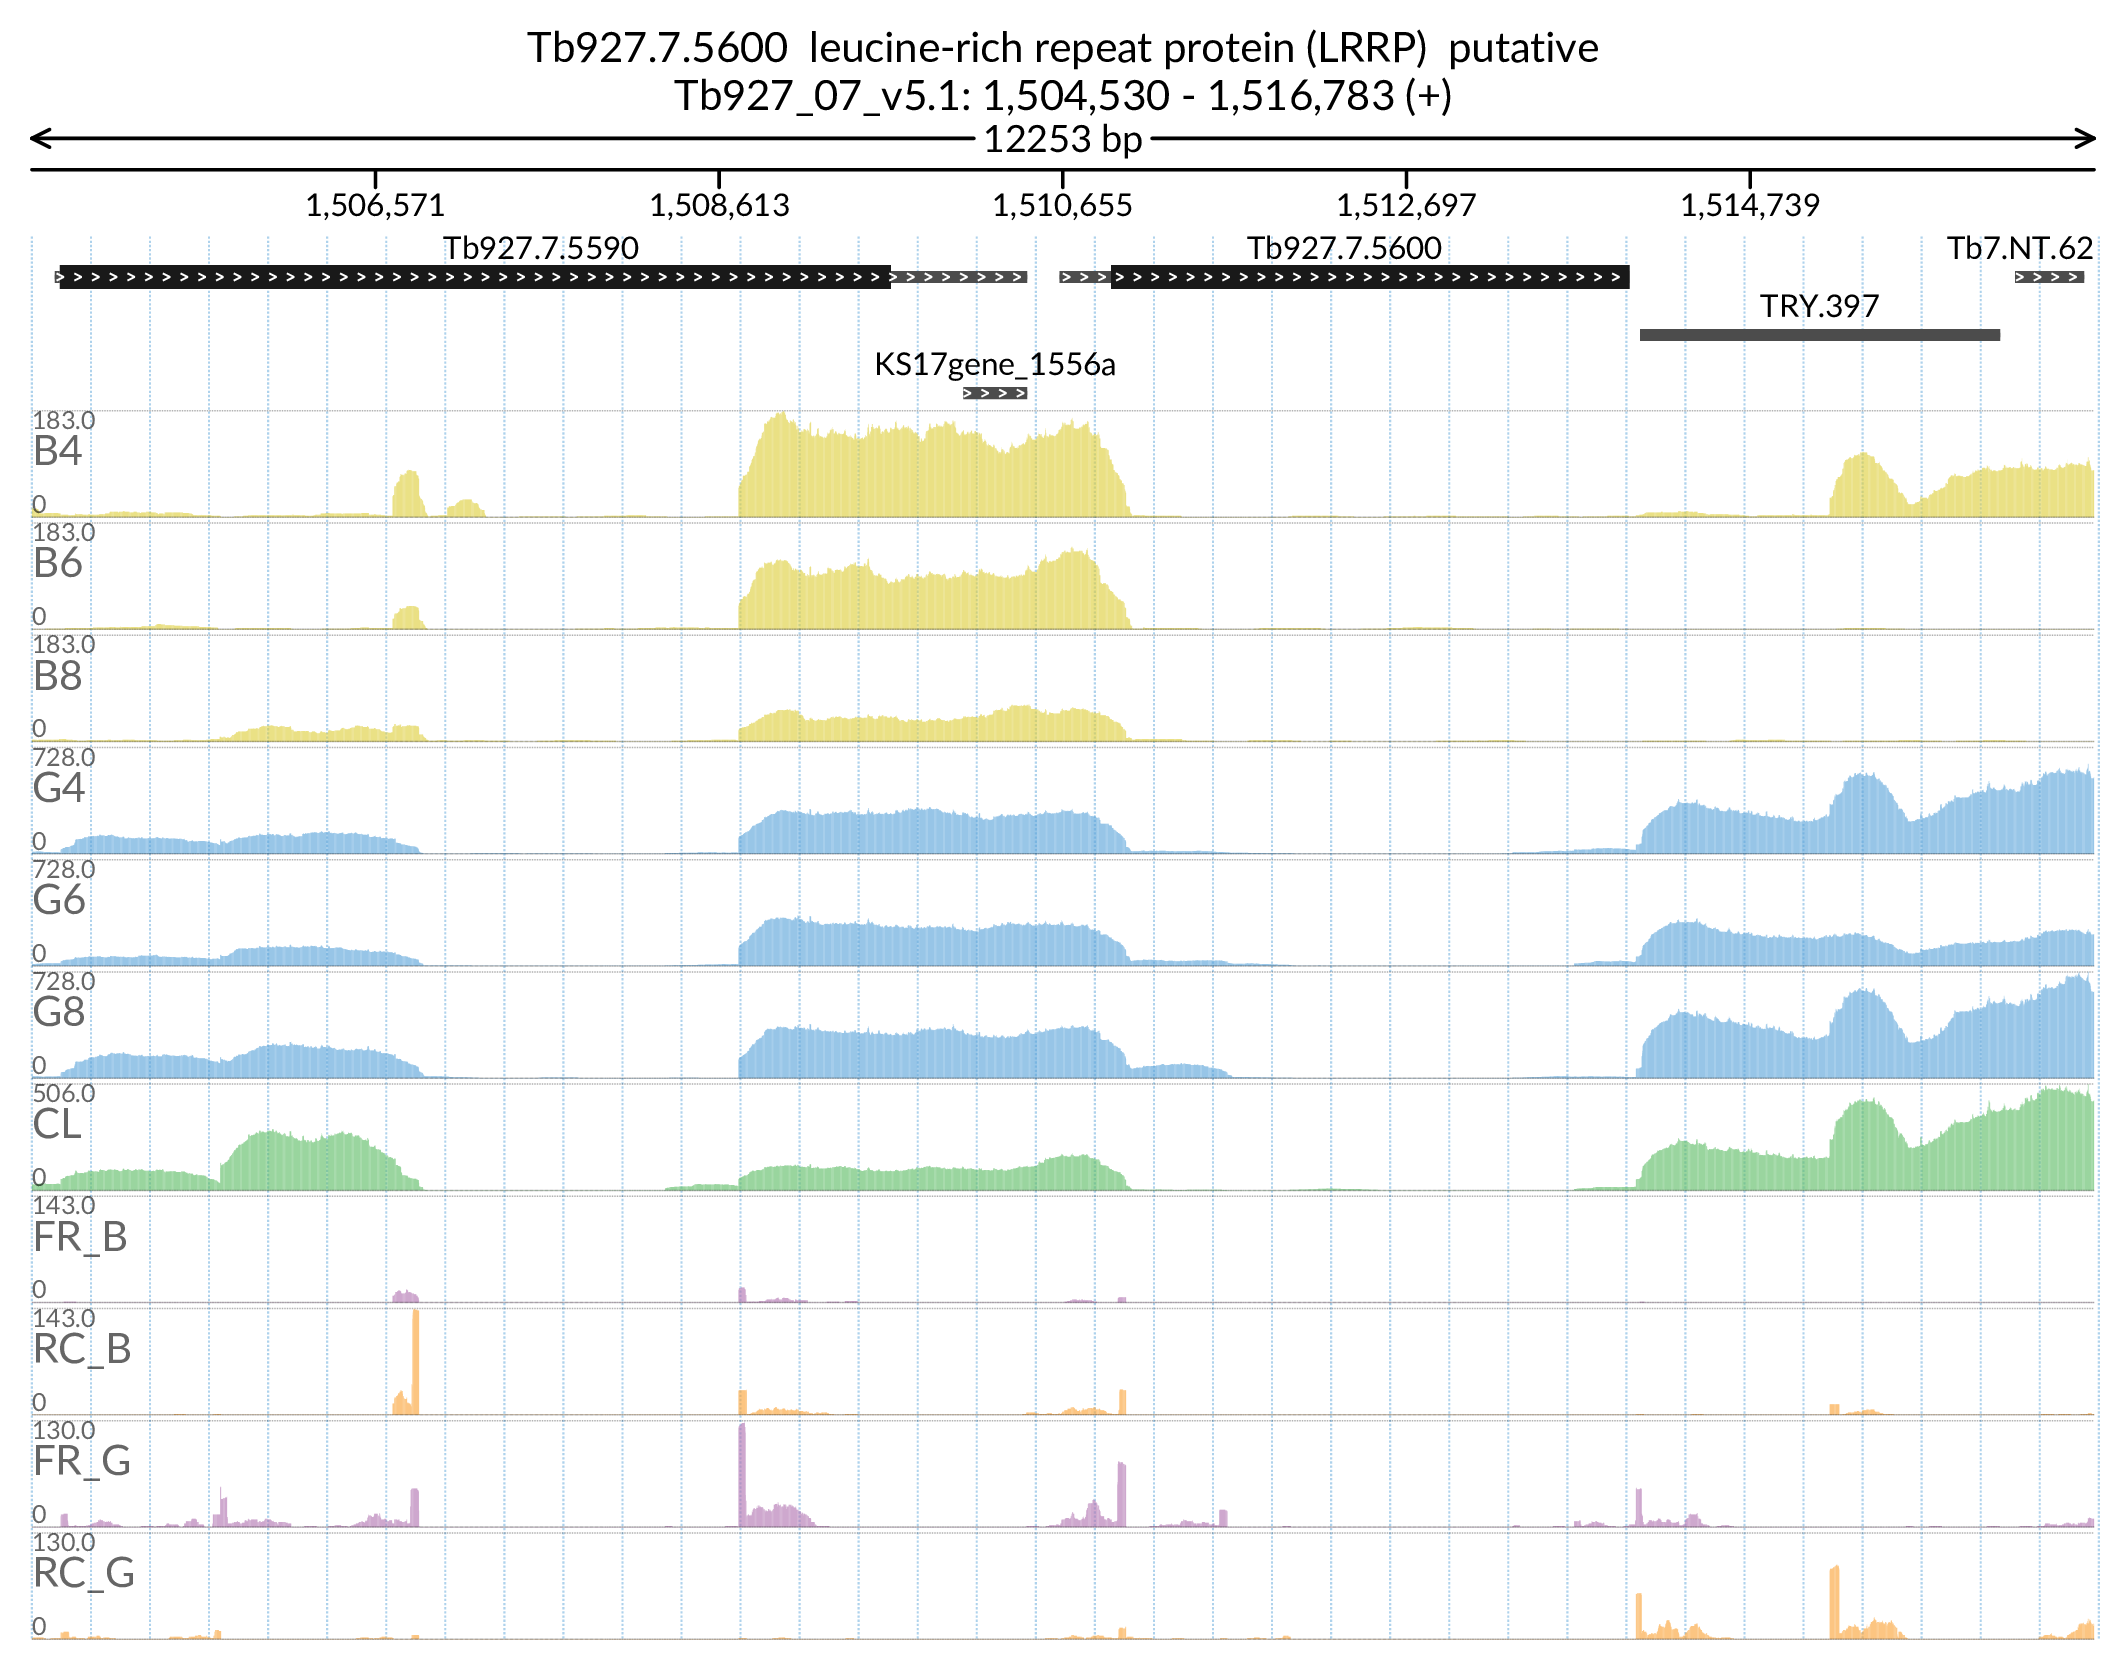 Tb927.7.5600 leucine-rich repeat protein (LRRP) putative
Tb927_07_v5.1: 1,504,530 - 1,516,783 (+)
12253 bp
1,506,571 1,508,613 1,510,655 1,512,697 1,514,739
Tb927.7.5590 Tb927.7.5600 Tb7.NT.62
TRY.397
KS17gene_1556a
183.0
B4
0
183.0
B6
0
183.0
B8
0
728.0
G4
0
728.0
G6
0
728.0
G8
0
506.0
CL
0
143.0
FR_B
0
143.0
RC_B
0
130.0
FR_G
0
130.0
RC_G
0